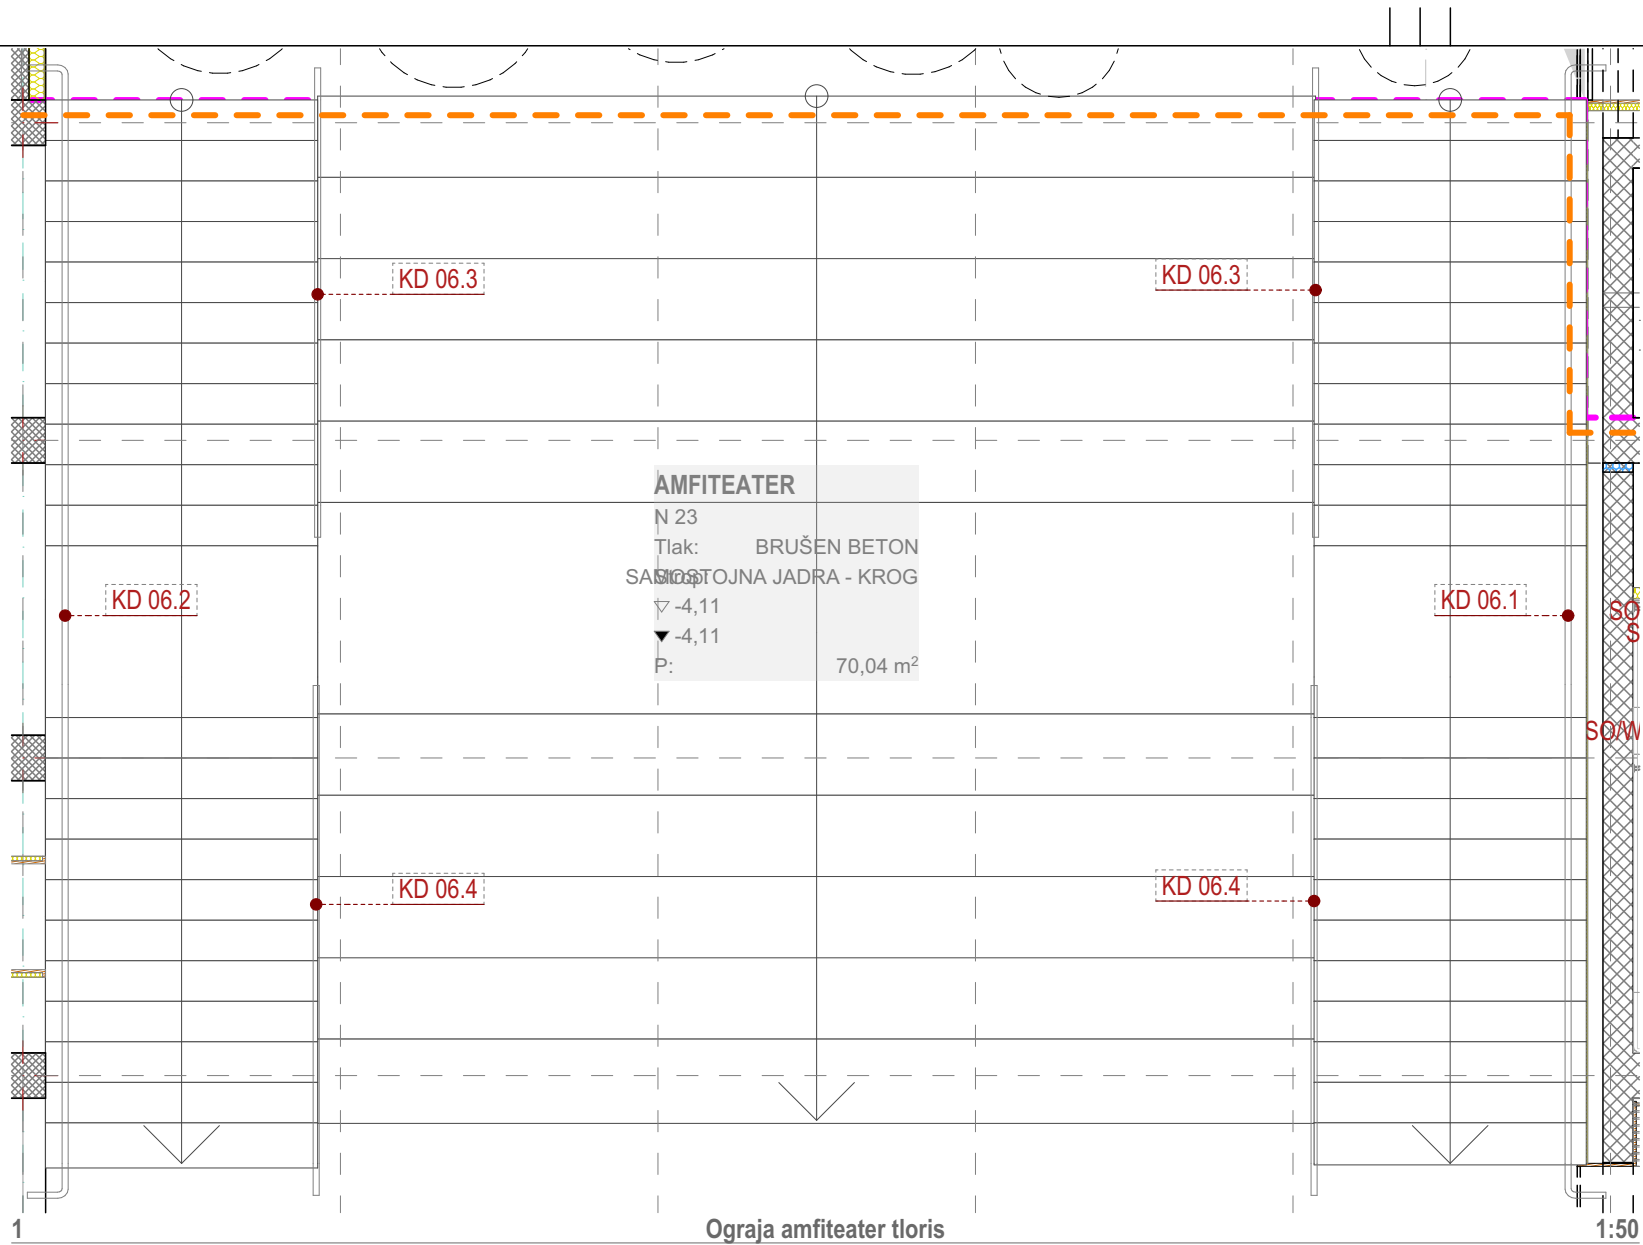 KD 06.3
KD 06.3
AMFITEATER
N 23
Tlak: BRUŠEN BETON
SAMOSTOJNA JADRA - KROG
-4,11
-4,11
P: 70,04 m²
KD 06.2
KD 06.1
KD 06.4
KD 06.4
1 Ograja amfiteater tloris 1:50